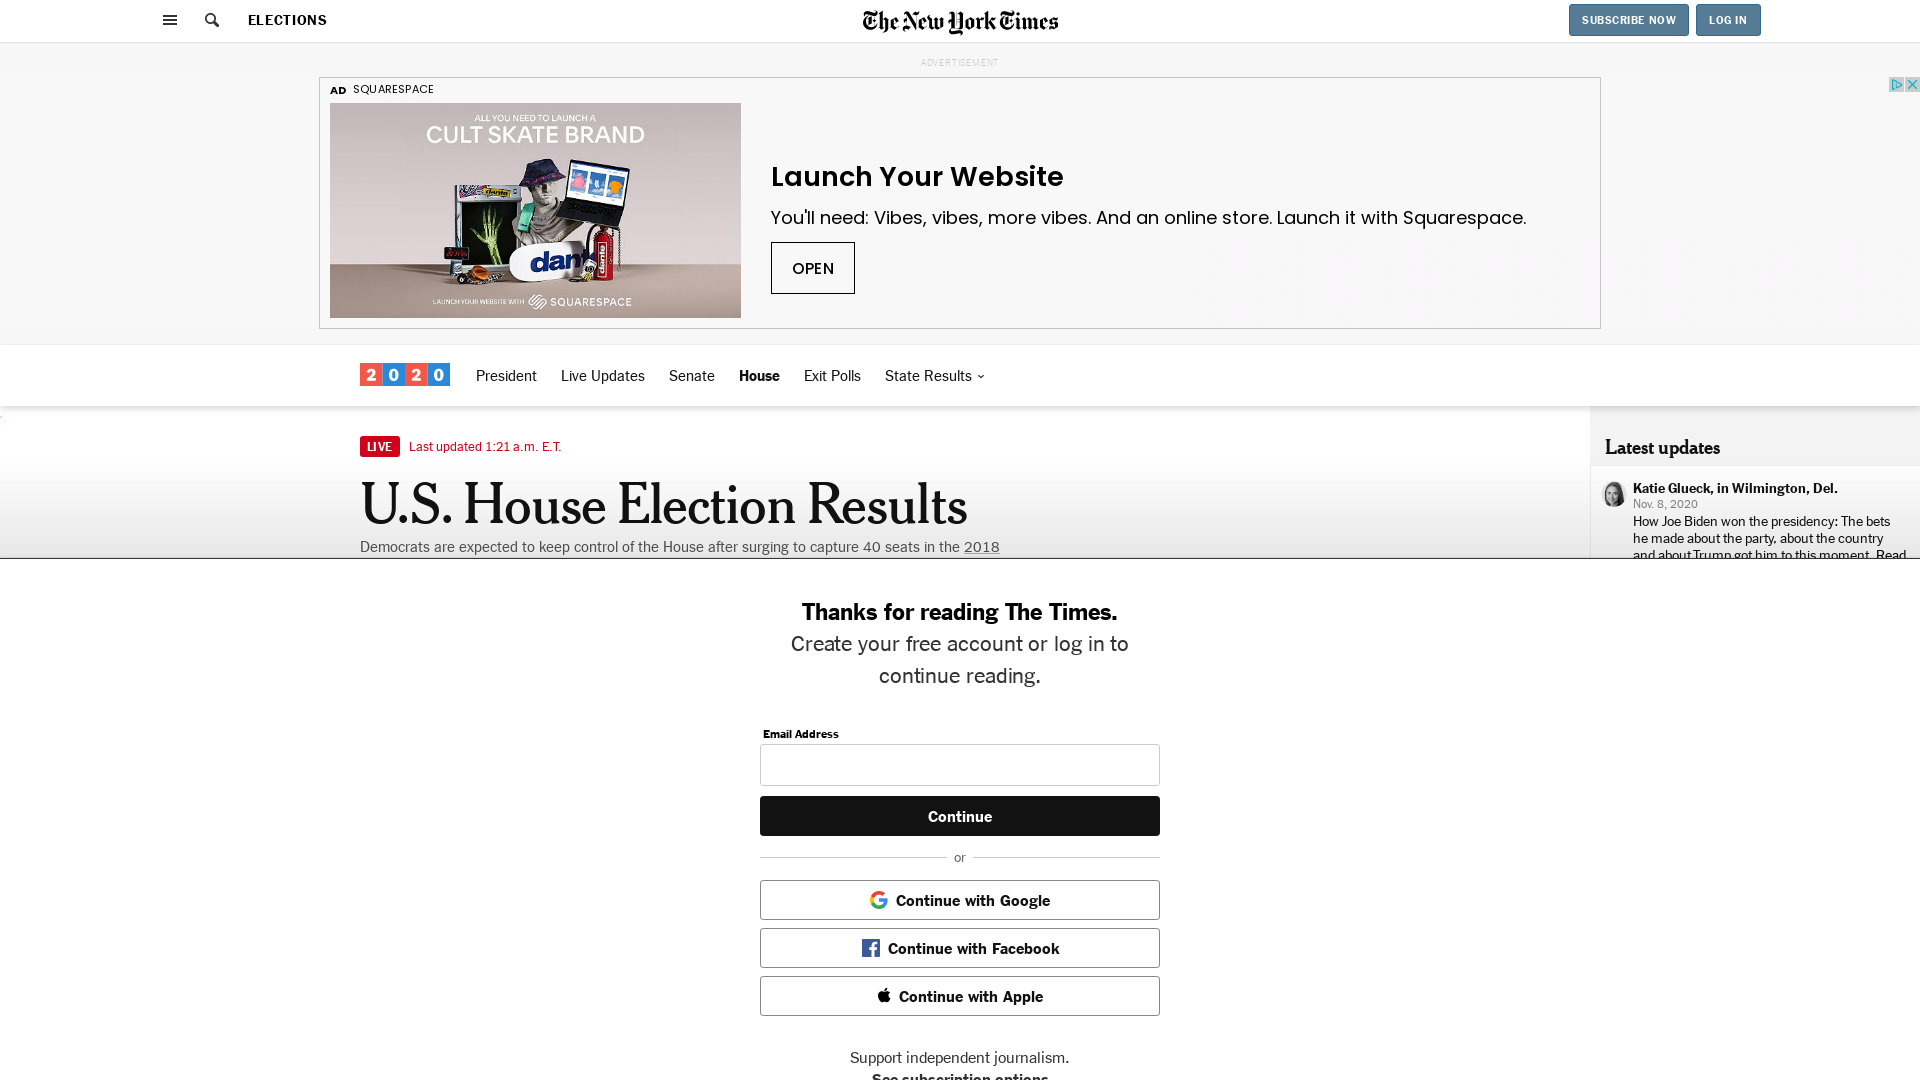 ELECTIONS
The New York Times
SUBSCRIBE NOW
LOG IN
ADVERTISEMENT
AD SQUARESPACE
ALL YOU NEED TO LAUNCH A
CULT SKATE BRAND
dante
LAUNCH YOUR WEBSITE WITH SQUARESPACE
Launch Your Website
You'll need: Vibes, vibes, more vibes. And an online store. Launch it with Squarespace.
OPEN
2020 President Live Updates Senate House Exit Polls State Results
LIVE Last updated 1:21 a.m. E.T.
U.S. House Election Results
Democrats are expected to keep control of the House after surging to capture 40 seats in the 2018
Latest updates
Katie Glueck, in Wilmington, Del.
Nov. 8, 2020
How Joe Biden won the presidency: The bets
he made about the party, about the country
and about Trump got him to this moment. Read
Thanks for reading The Times.
Create your free account or log in to
continue reading.
Email Address
Continue
or
Continue with Google
Continue with Facebook
Continue with Apple
Support independent journalism.
See subscription options